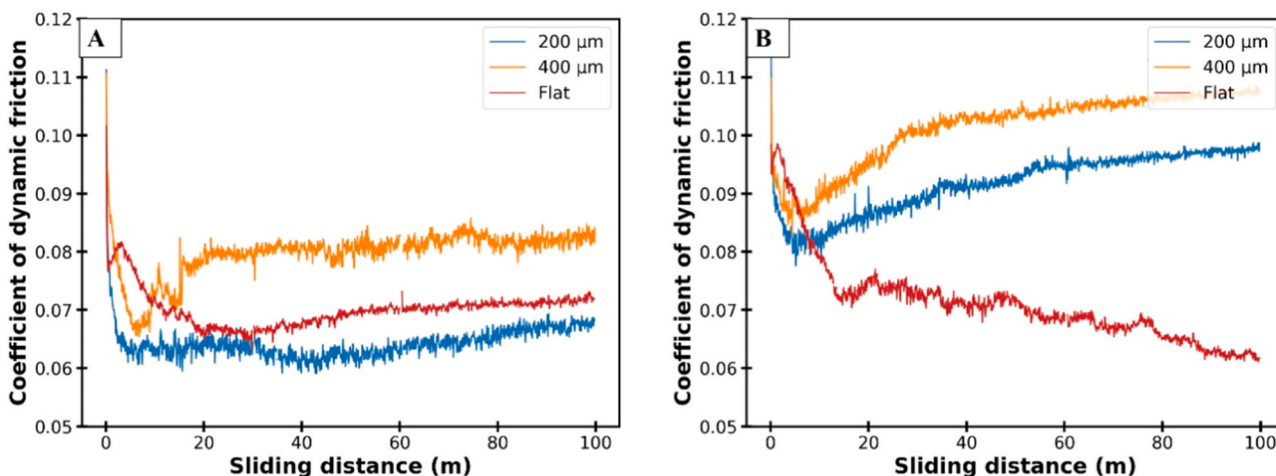 A
200 µm
400 µm
Flat
Coefficient of dynamic friction
0.12
0.11
0.10
0.09
0.08
0.07
0.06
0.05
0 20 40 60 80 100
Sliding distance (m)
B
200 µm
400 µm
Flat
Coefficient of dynamic friction
0.12
0.11
0.10
0.09
0.08
0.07
0.06
0.05
0 20 40 60 80 100
Sliding distance (m)